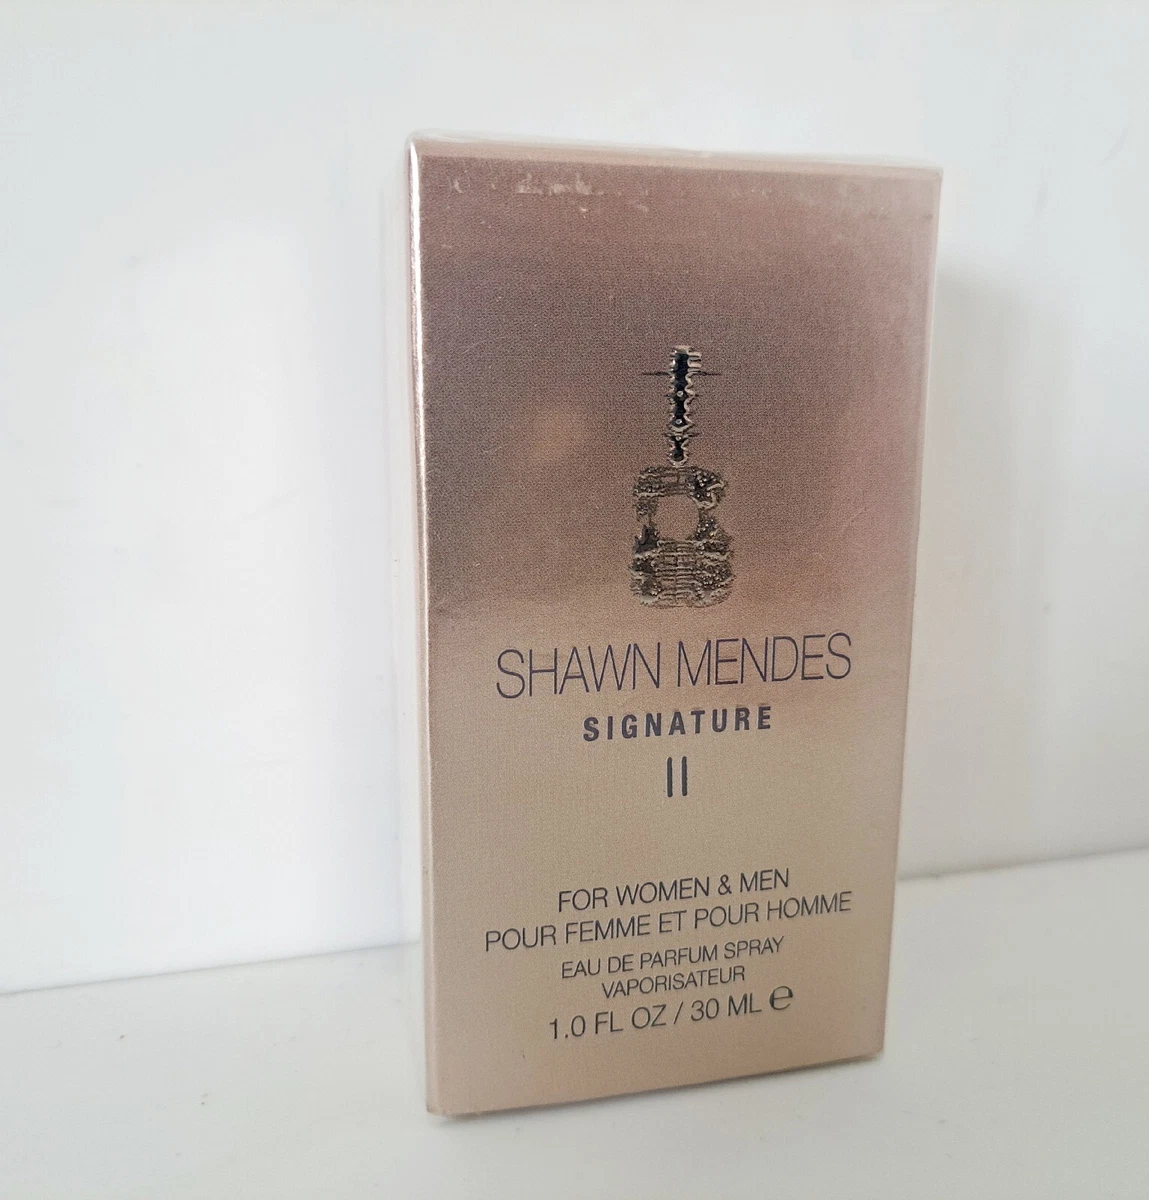 SHAWN MENDES
SIGNATURE
II
FOR WOMEN & MEN
POUR FEMME ET POUR HOMME
EAU DE PARFUM SPRAY
VAPORISATEUR
1.0 FL OZ / 30 ML ℮